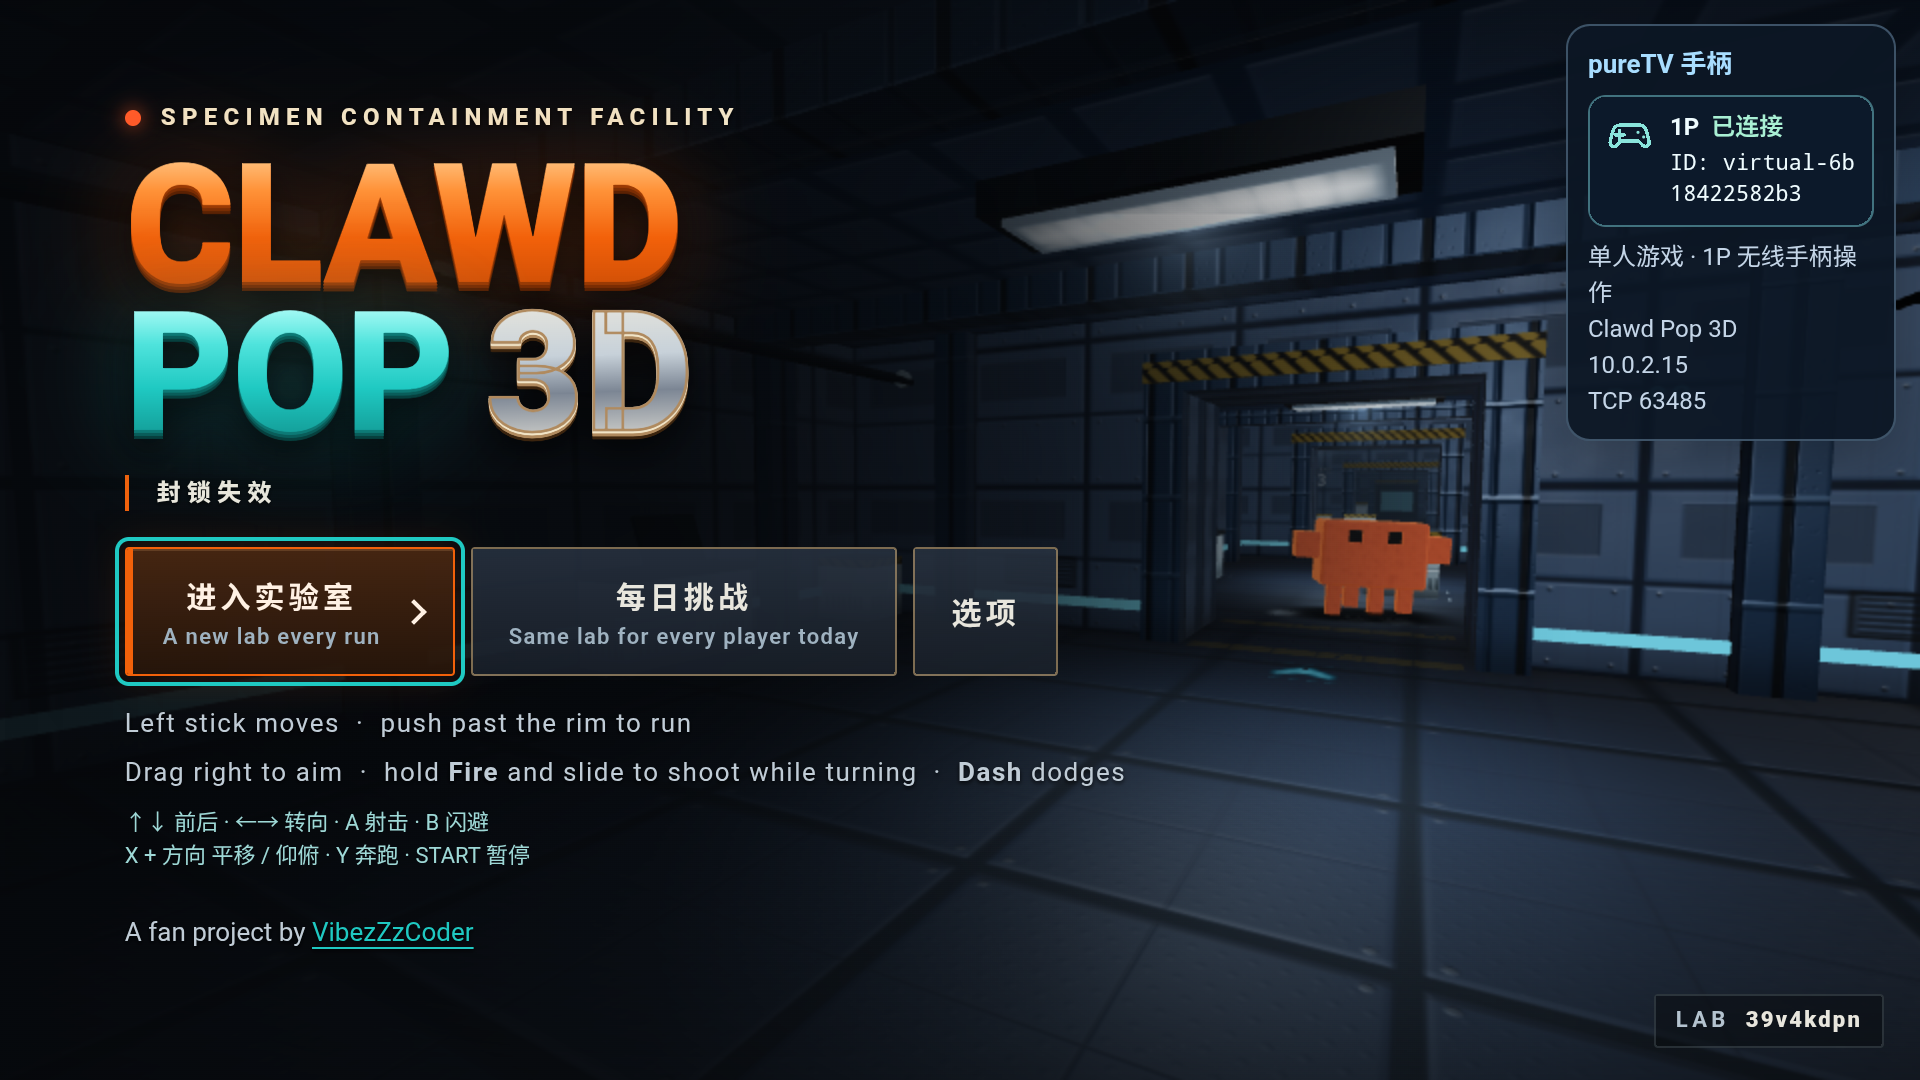 SPECIMEN CONTAINMENT FACILITY
CLAWD
POP 3D
封锁失效
进入实验室
A new lab every run
每日挑战
Same lab for every player today
选项
Left stick moves · push past the rim to run
Drag right to aim · hold Fire and slide to shoot while turning · Dash dodges
↑↓ 前后 · ←→ 转向 · A 射击 · B 闪避
X + 方向 平移 / 仰俯 · Y 奔跑 · START 暂停
A fan project by VibezZzCoder
pureTV 手柄
1P 已连接
ID: virtual-6b
18422582b3
单人游戏 · 1P 无线手柄操
作
Clawd Pop 3D
10.0.2.15
TCP 63485
3
LAB 39v4kdpn